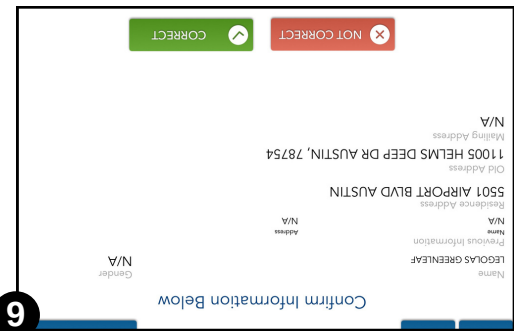 Confirm Information Below
Name
Gender
LEGOLAS GREENLEAF
N/A
Previous Information
Name
Address
N/A
N/A
Residence Address
5501 AIRPORT BLVD AUSTIN
Old Address
11005 HELMS DEEP DR AUSTIN, 78754
Mailing Address
N/A
NOT CORRECT
CORRECT
9